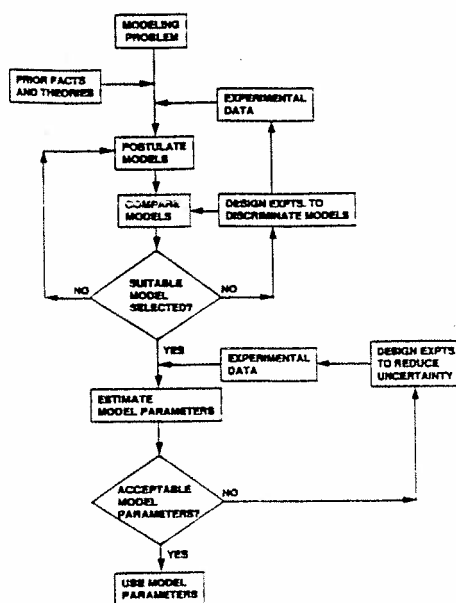 MODELING
PROBLEM
PRIOR FACTS
AND THEORIES
EXPERIMENTAL
DATA
POSTULATE
MODELS
COMPARE
MODELS
DESIGN EXPTS. TO
DISCRIMINATE MODELS
NO
SUITABLE
MODEL
SELECTED?
NO
YES
EXPERIMENTAL
DATA
DESIGN EXPTS.
TO REDUCE
UNCERTAINTY
ESTIMATE
MODEL PARAMETERS
ACCEPTABLE
MODEL
PARAMETERS?
NO
YES
USE MODEL
PARAMETERS